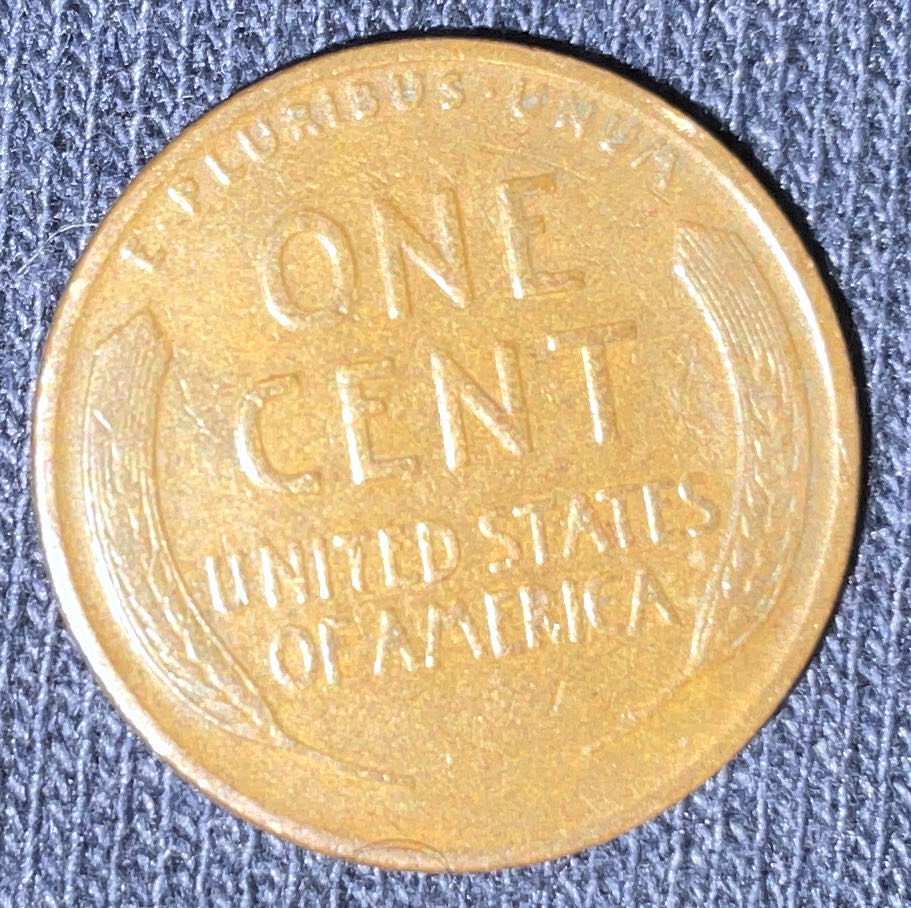 E·PLURIBUS·UNUM
ONE
CENT
UNITED STATES
OF AMERICA